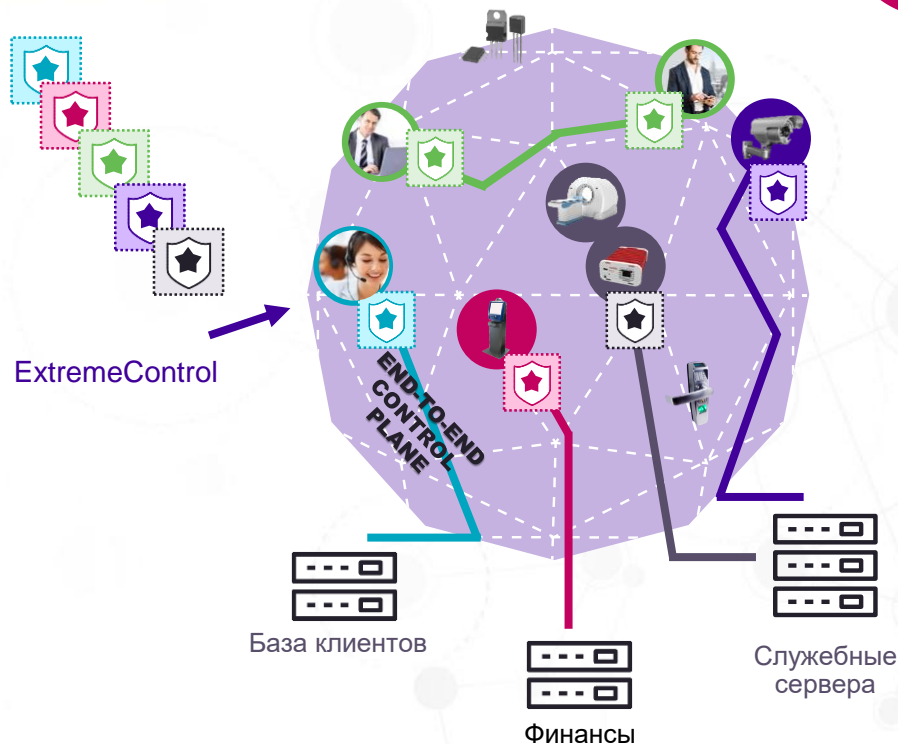 ExtremeControl
END-TO-END
CONTROL
PLANE
База клиентов
Служебные
сервера
Финансы